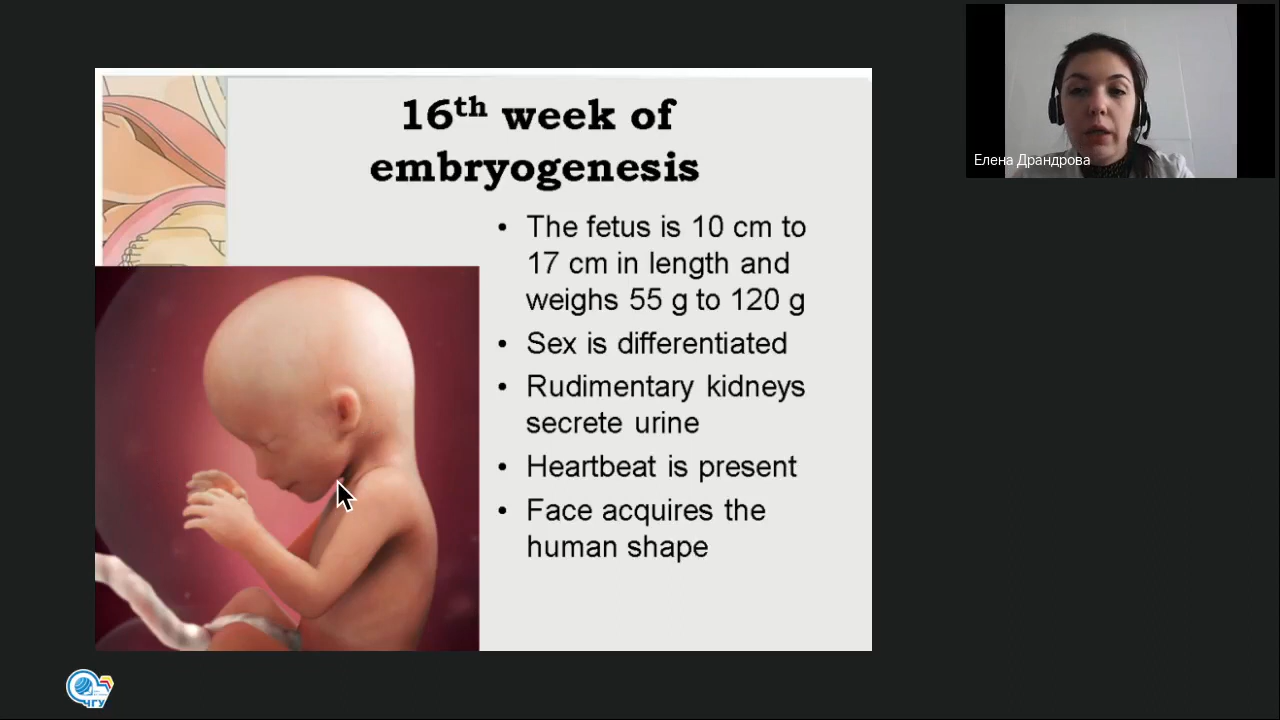 16th week of
embryogenesis
• The fetus is 10 cm to
17 cm in length and
weighs 55 g to 120 g
• Sex is differentiated
• Rudimentary kidneys
secrete urine
• Heartbeat is present
• Face acquires the
human shape
Елена Драндрова
ЧГУ